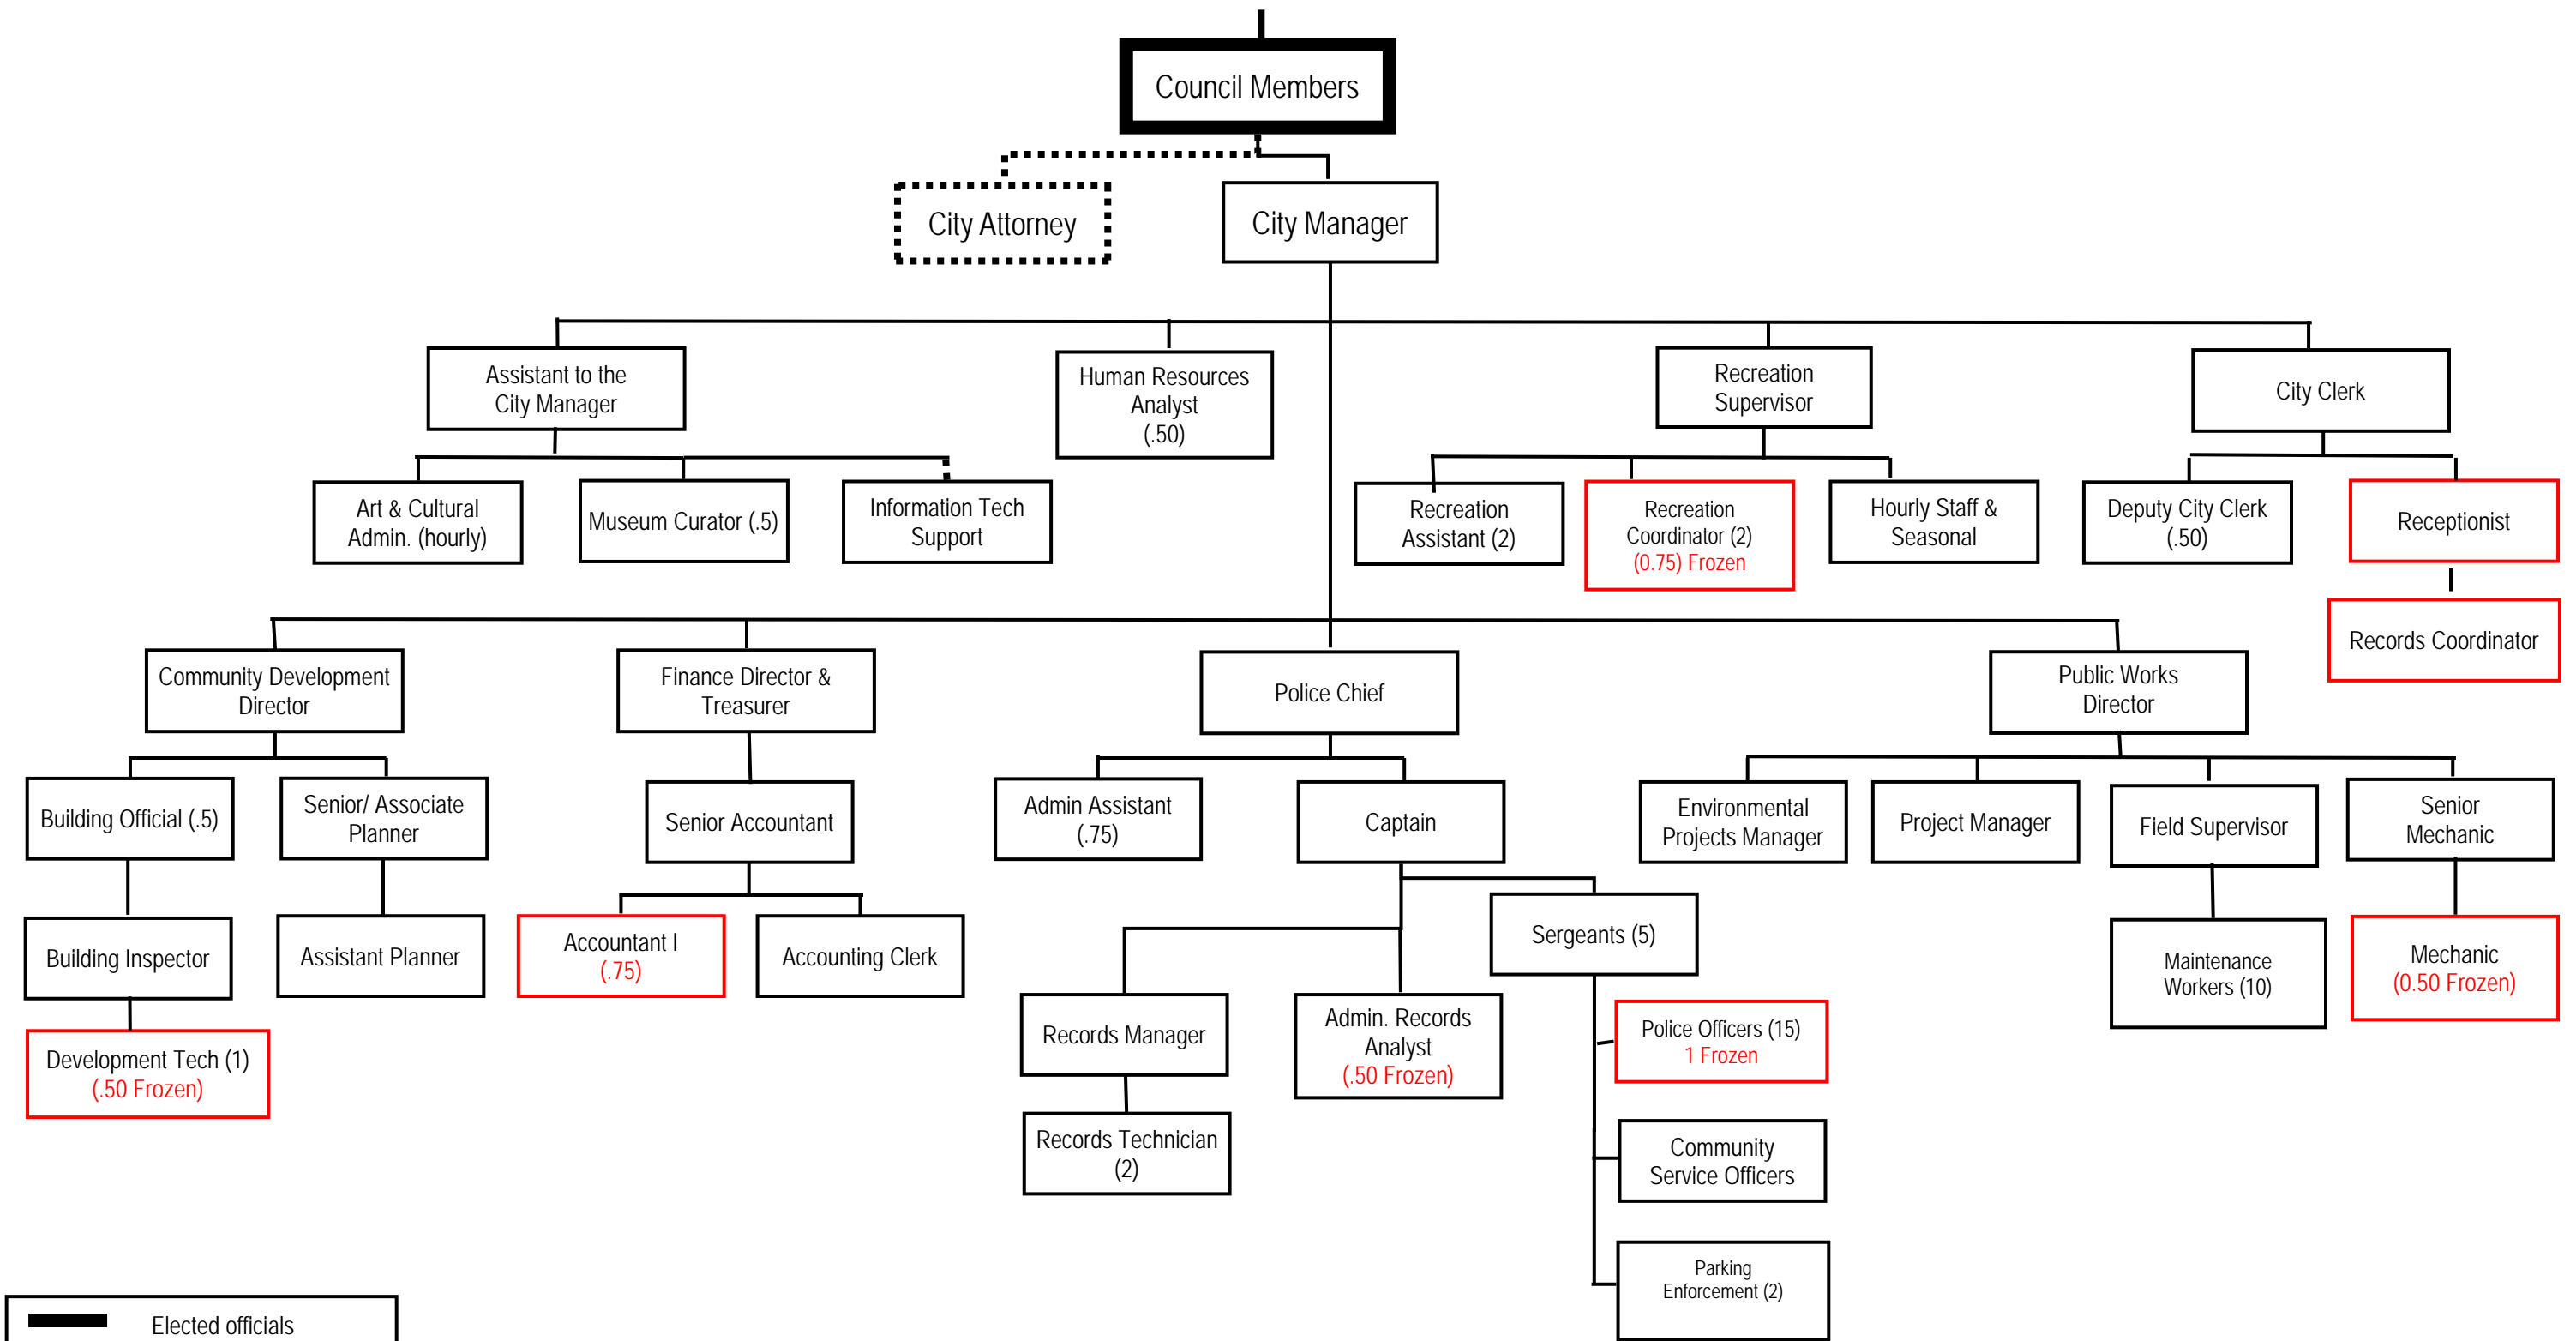 Council Members
City Attorney
City Manager
Assistant to the
City Manager
Human Resources
Analyst
(.50)
Recreation
Supervisor
City Clerk
Art & Cultural
Admin. (hourly)
Museum Curator (.5)
Information Tech
Support
Recreation
Assistant (2)
Recreation
Coordinator (2)
(0.75) Frozen
Hourly Staff &
Seasonal
Deputy City Clerk
(.50)
Receptionist
Records Coordinator
Community Development
Director
Finance Director &
Treasurer
Police Chief
Public Works
Director
Building Official (.5)
Senior/ Associate
Planner
Senior Accountant
Admin Assistant
(.75)
Captain
Environmental
Projects Manager
Project Manager
Field Supervisor
Senior
Mechanic
Building Inspector
Assistant Planner
Accountant I
(.75)
Accounting Clerk
Sergeants (5)
Maintenance
Workers (10)
Mechanic
(0.50 Frozen)
Records Manager
Admin. Records
Analyst
(.50 Frozen)
Police Officers (15)
1 Frozen
Development Tech (1)
(.50 Frozen)
Records Technician
(2)
Community
Service Officers
Parking
Enforcement (2)
Elected officials